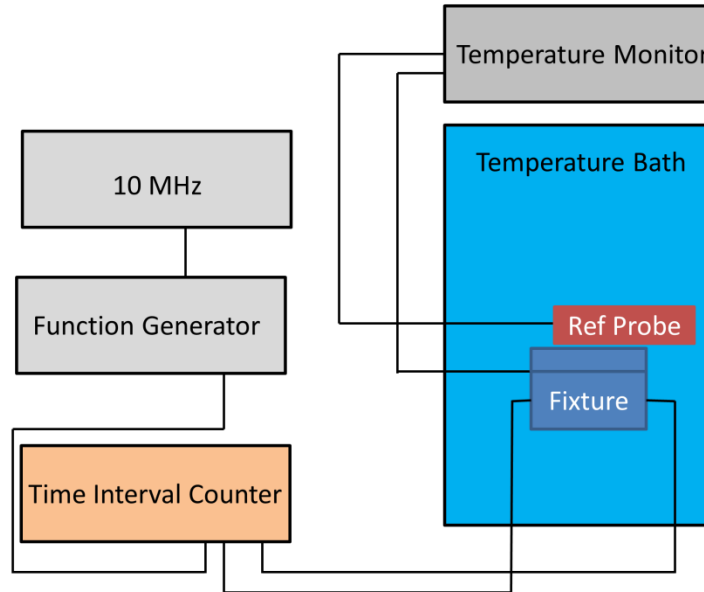 Temperature Monitor
Temperature Bath
10 MHz
Function Generator
Ref Probe
Fixture
Time Interval Counter